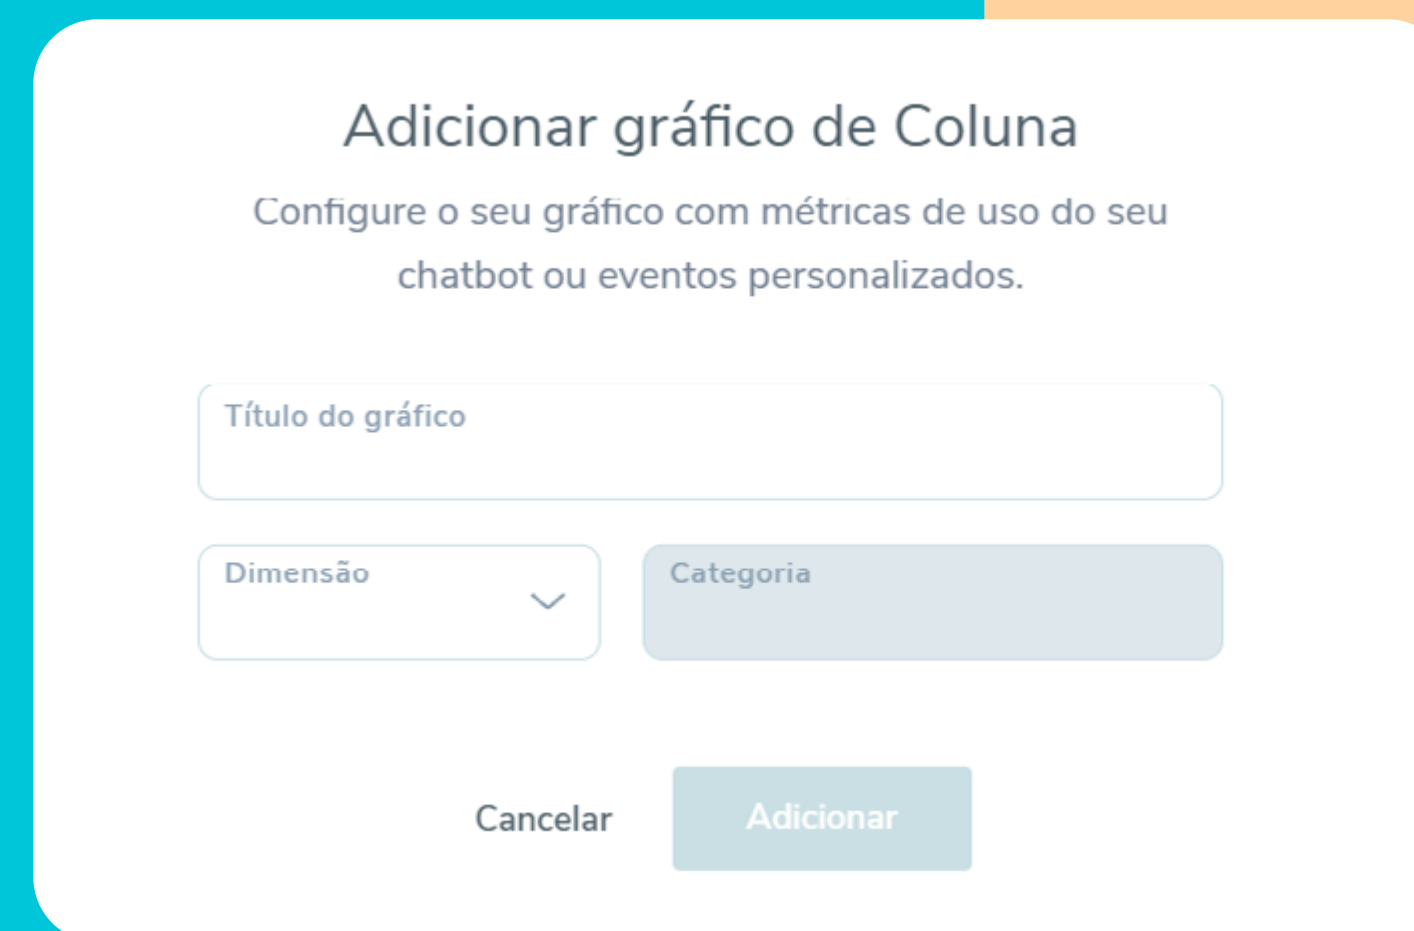 Adicionar gráfico de Coluna
Configure o seu gráfico com métricas de uso do seu
chatbot ou eventos personalizados.
Título do gráfico
Dimensão
Categoria
Cancelar
Adicionar